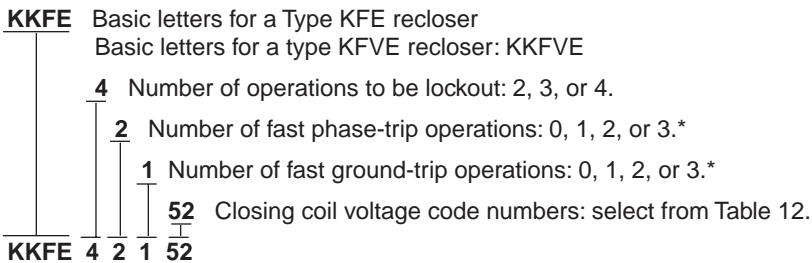 KKFE Basic letters for a Type KFE recloser
Basic letters for a type KFVE recloser: KKFVE
4 Number of operations to be lockout: 2, 3, or 4.
2 Number of fast phase-trip operations: 0, 1, 2, or 3.*
1 Number of fast ground-trip operations: 0, 1, 2, or 3.*
52 Closing coil voltage code numbers: select from Table 12.
KKFE 4 2 1 52